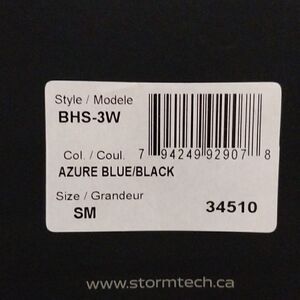 Style / Modele
BHS-3W
7 94249 92907 8
Col. / Coul.
AZURE BLUE/BLACK
Size / Grandeur
SM
34510
www.stormtech.ca